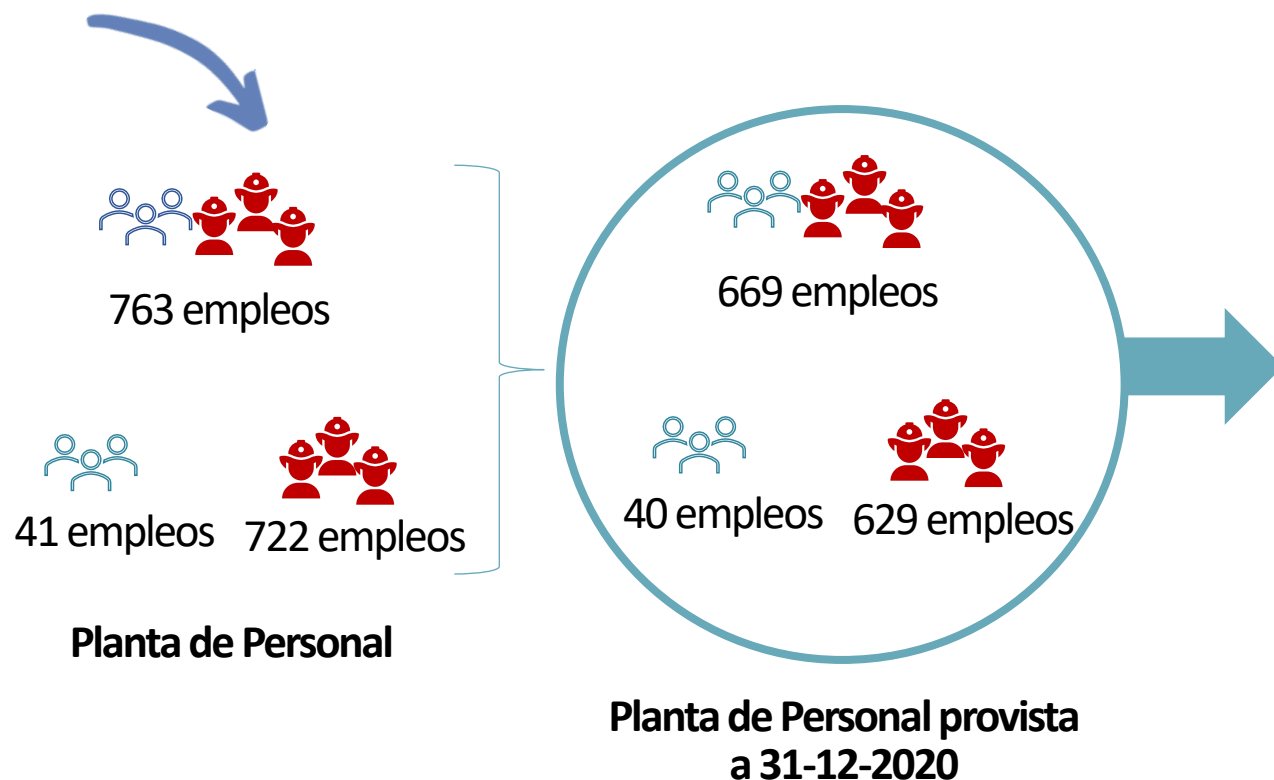 763 empleos
41 empleos
722 empleos
Planta de Personal
669 empleos
40 empleos
629 empleos
Planta de Personal provista
a 31-12-2020